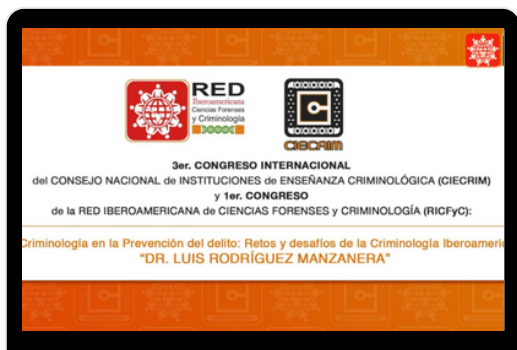 RED
Iberoamericana
Ciencias Forenses
y Criminología
CIECRIM
3er. CONGRESO INTERNACIONAL
del CONSEJO NACIONAL de INSTITUCIONES de ENSEÑANZA CRIMINOLÓGICA (CIECRIM)
y 1er. CONGRESO
de la RED IBEROAMERICANA de CIENCIAS FORENSES y CRIMINOLOGÍA (RICFyC):
Criminología en la Prevención del delito: Retos y desafíos de la Criminología Iberoameri
"DR. LUIS RODRÍGUEZ MANZANERA"